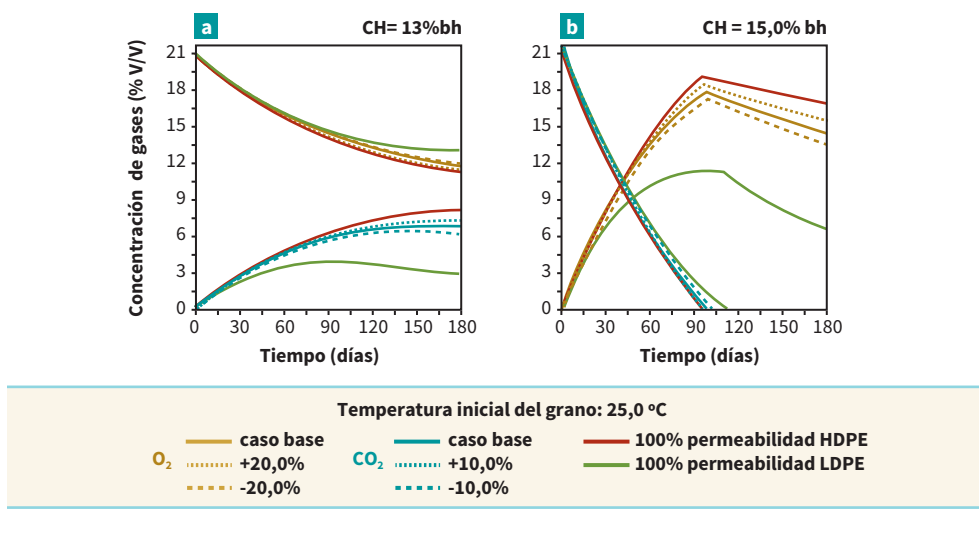 a
CH= 13%bh
b
CH = 15,0% bh
Concentración de gases (% V/V)
21
18
15
12
9
6
3
0
0 30 60 90 120 150 180
Tiempo (días)
21
18
15
12
9
6
3
0
0 30 60 90 120 150 180
Tiempo (días)
Temperatura inicial del grano: 25,0 ºC
O₂
caso base
+20,0%
-20,0%
CO₂
caso base
+10,0%
-10,0%
100% permeabilidad HDPE
100% permeabilidad LDPE